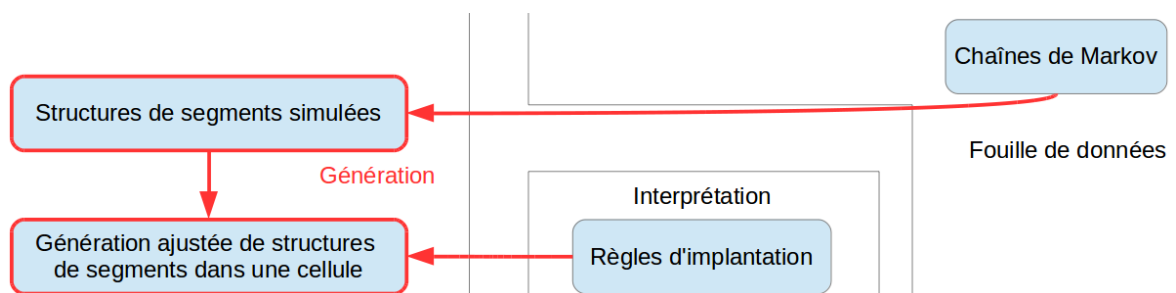 Chaînes de Markov
Structures de segments simulées
Fouille de données
Génération
Interprétation
Génération ajustée de structures
de segments dans une cellule
Règles d'implantation